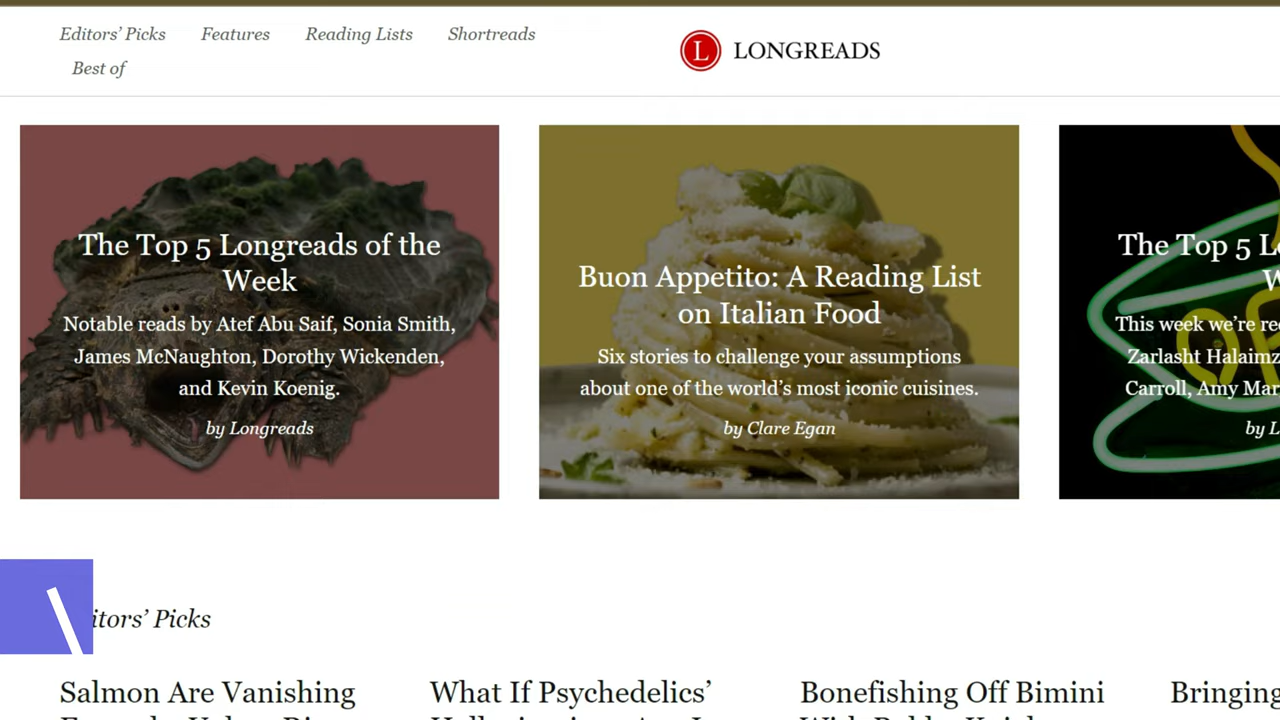 Editors’ Picks Features Reading Lists Shortreads
Best of
L LONGREADS
The Top 5 Longreads of the
Week
Notable reads by Atef Abu Saif, Sonia Smith,
James McNaughton, Dorothy Wickenden,
and Kevin Koenig.
by Longreads
Buon Appetito: A Reading List
on Italian Food
Six stories to challenge your assumptions
about one of the world’s most iconic cuisines.
by Clare Egan
The Top 5
This week we’re
Zarlasht
Carroll, Amy
by
Picks
Salmon Are Vanishing
What If Psychedelics’
Bonefishing Off Bimini